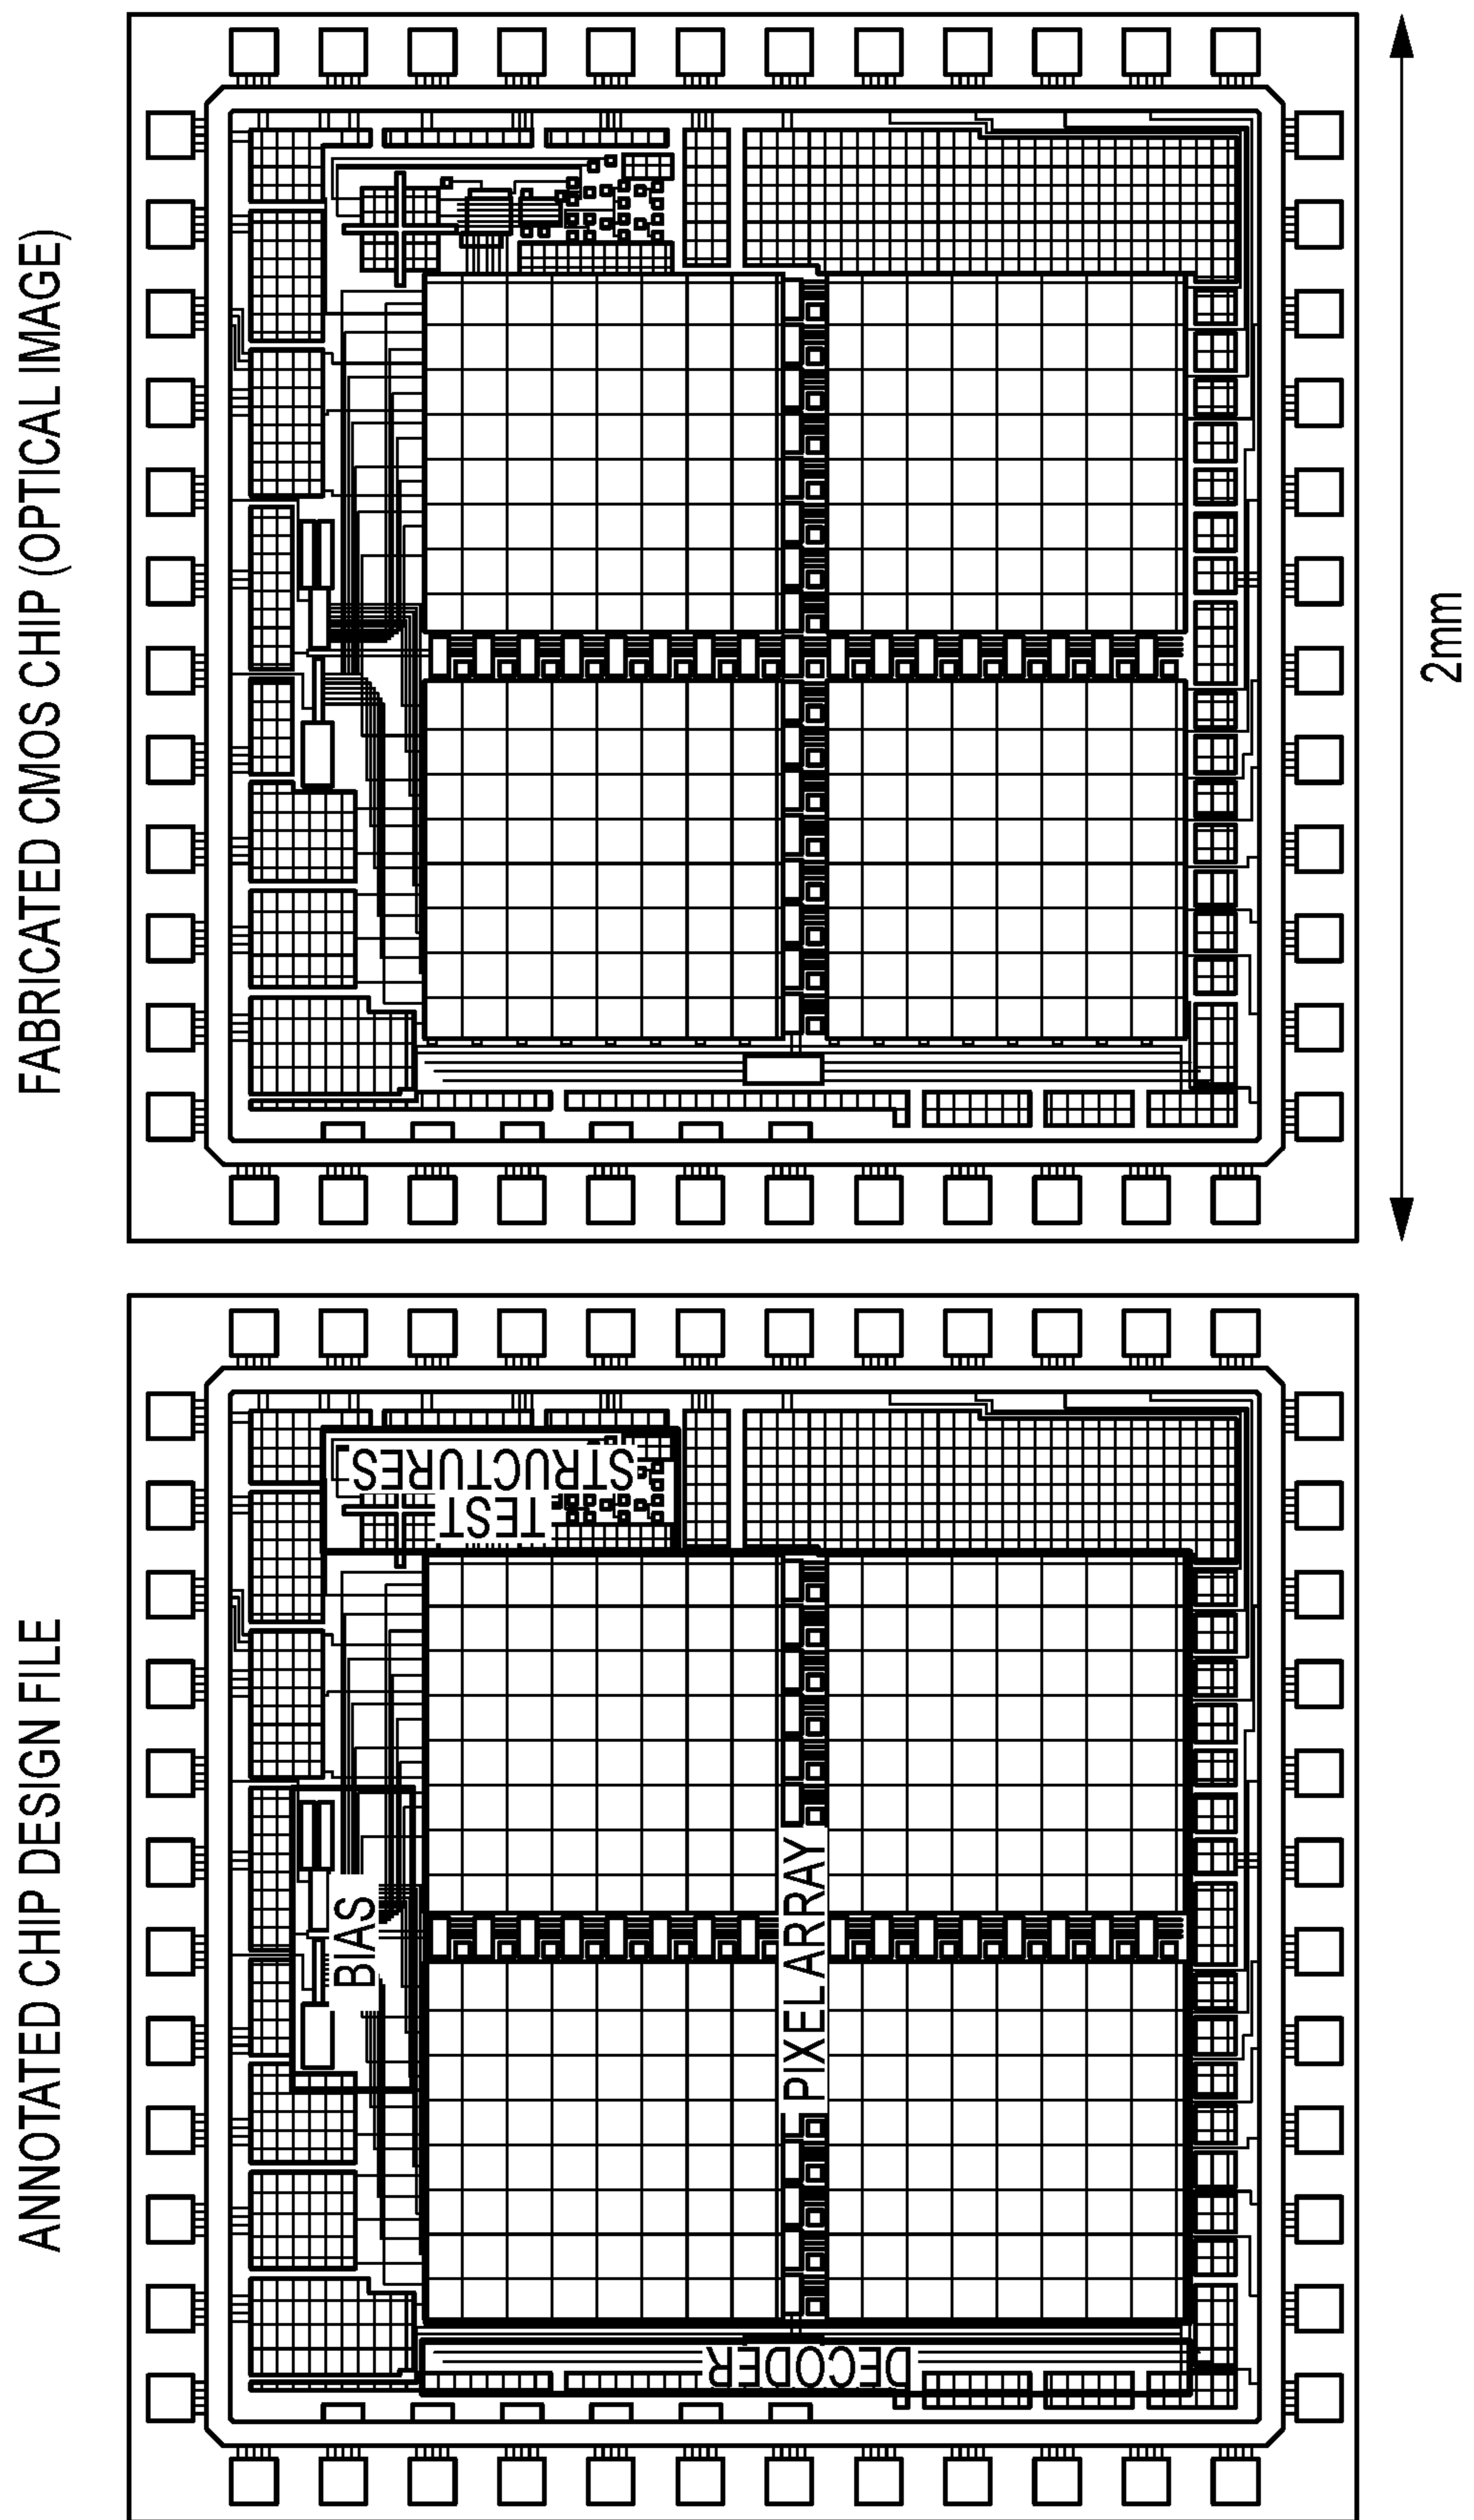 ANNOTATED CHIP DESIGN FILE
FABRICATED CMOS CHIP (OPTICAL IMAGE)
TEST
STRUCTURES
BIAS
PIXEL ARRAY
DECODER
2mm